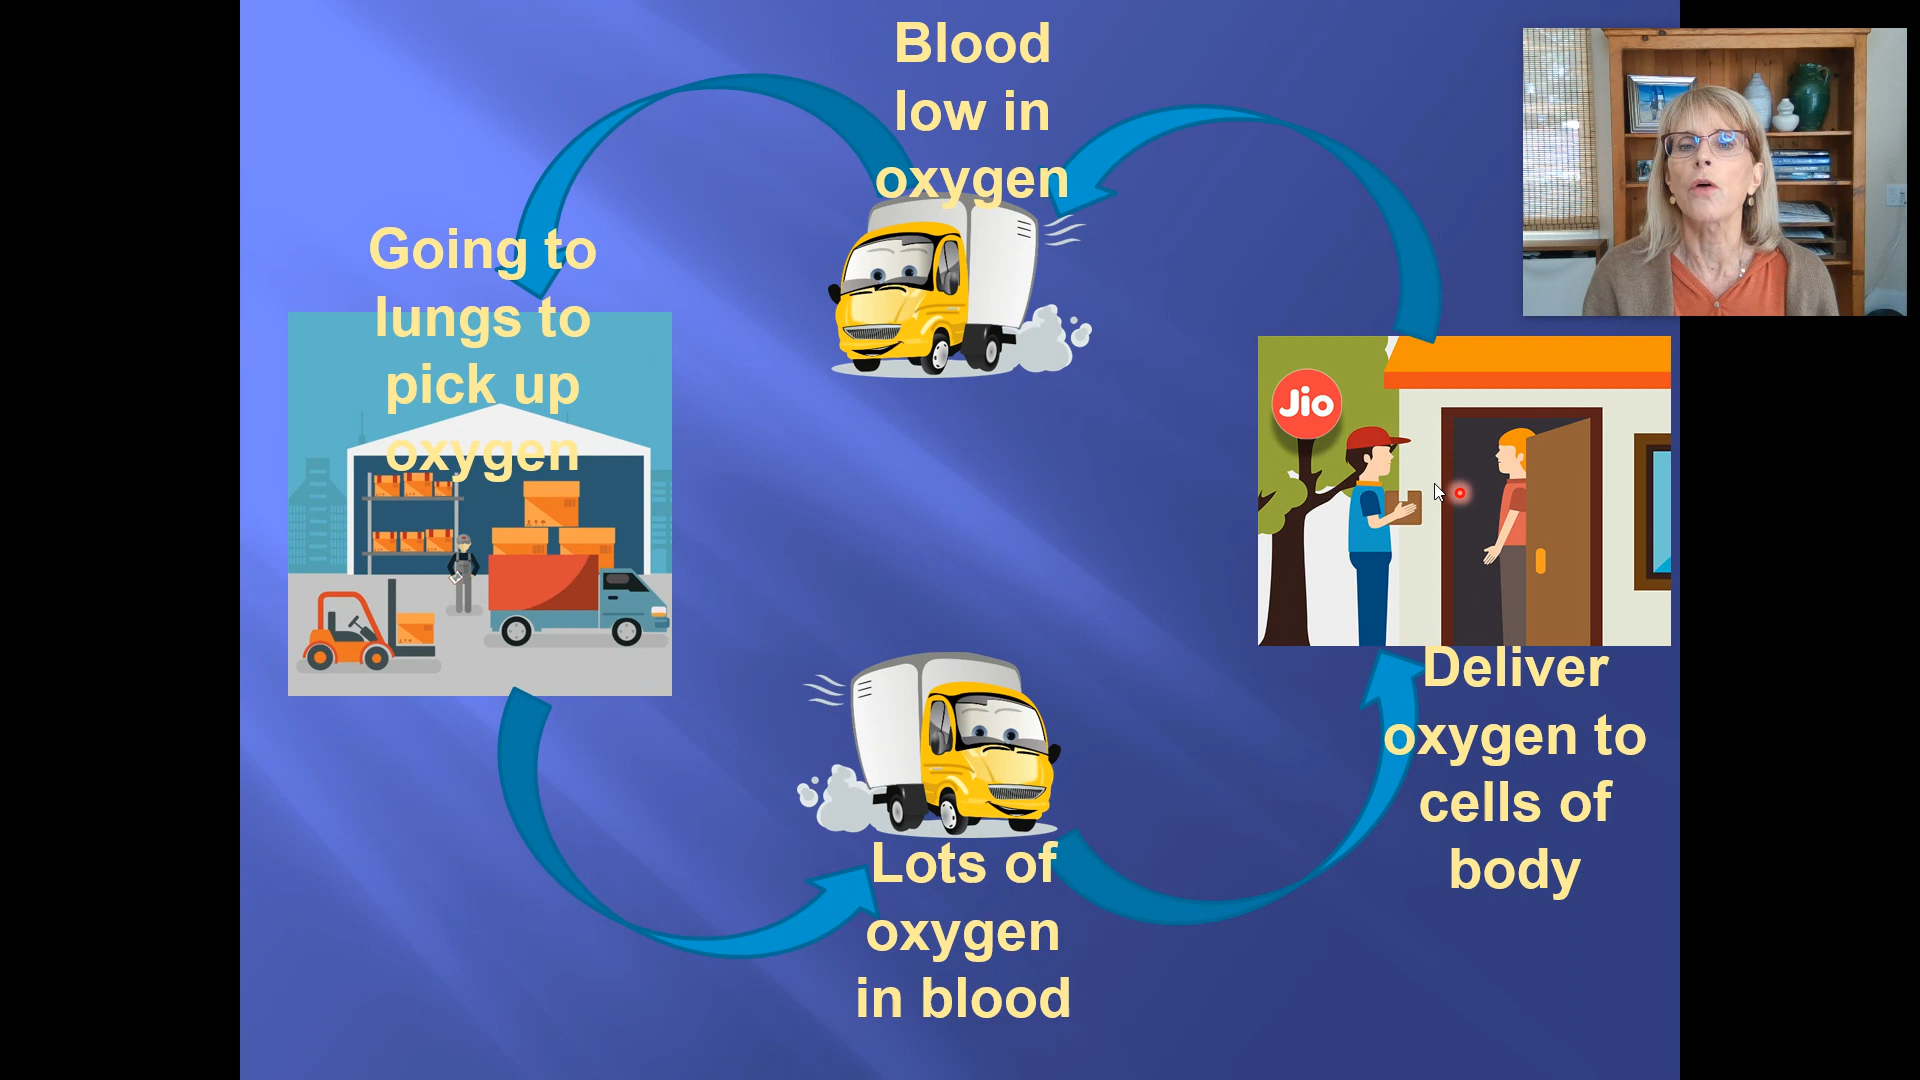 Blood
low in
oxygen
Going to
lungs to
pick up
oxygen
Jio
Deliver
oxygen to
cells of
body
Lots of
oxygen
in blood